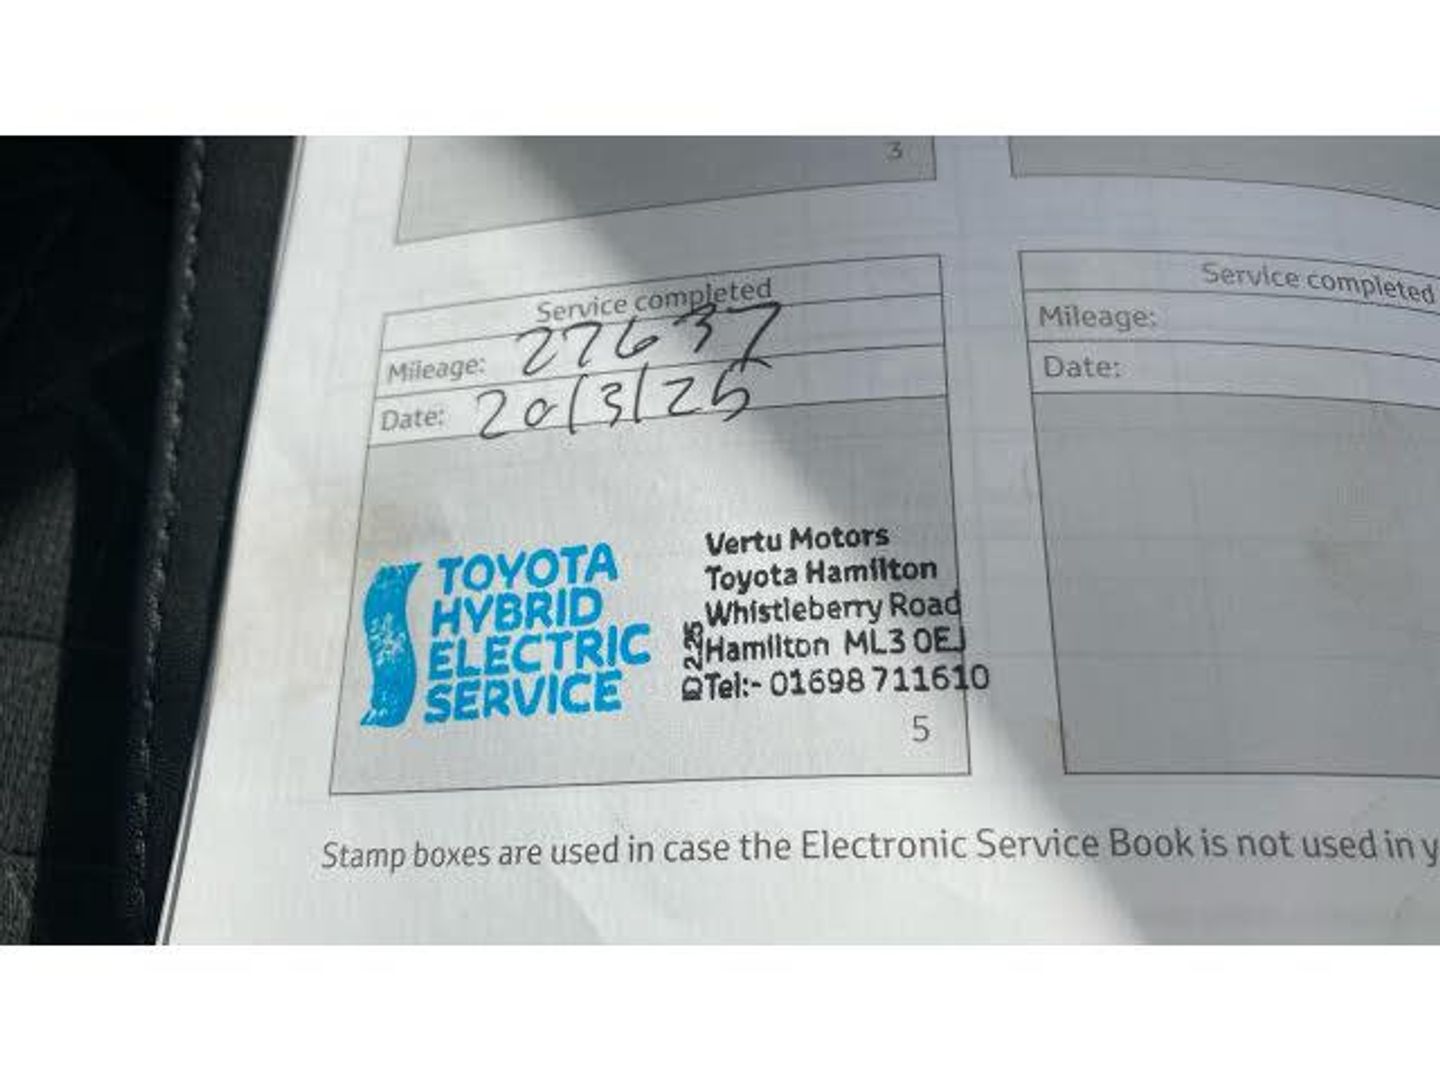 3
Service completed
Mileage: 27637
Date: 20/3/25
TOYOTA
HYBRID
ELECTRIC
SERVICE
Vertu Motors
Toyota Hamilton
Whistleberry Road
Hamilton ML3 0EJ
Tel:- 01698 711610
5
Service completed
Mileage:
Date:
Stamp boxes are used in case the Electronic Service Book is not used in y